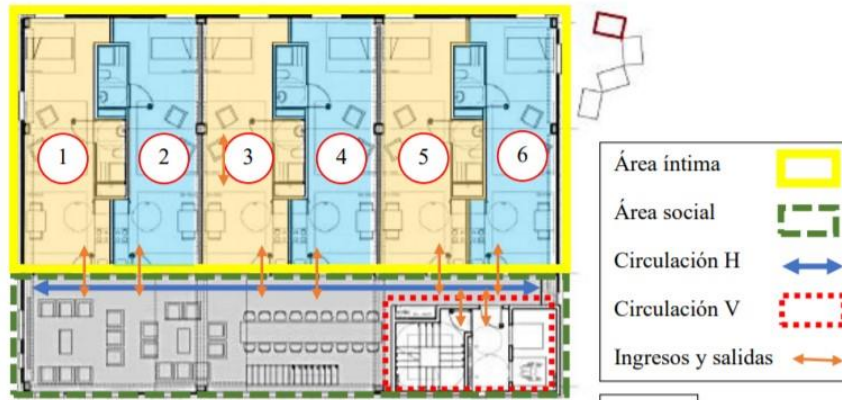 1
2
3
4
5
6
Área íntima
Área social
Circulación H
Circulación V
Ingresos y salidas